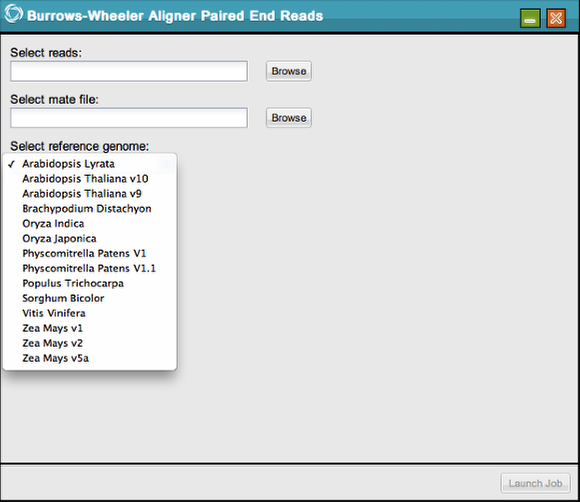 Burrows-Wheeler Aligner Paired End Reads
Select reads:
Browse
Select mate file:
Browse
Select reference genome:
✓ Arabidopsis Lyrata
Arabidopsis Thaliana v10
Arabidopsis Thaliana v9
Brachypodium Distachyon
Oryza Indica
Oryza Japonica
Physcomitrella Patens V1
Physcomitrella Patens V1.1
Populus Trichocarpa
Sorghum Bicolor
Vitis Vinifera
Zea Mays v1
Zea Mays v2
Zea Mays v5a
Launch Job